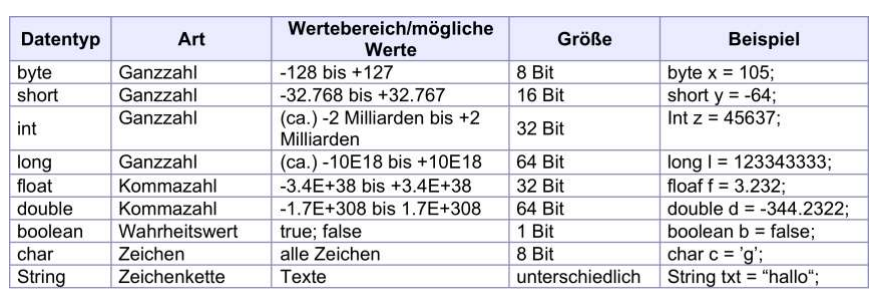 Datentyp Art Wertebereich/mögliche Werte Größe Beispiel
byte Ganzzahl -128 bis +127 8 Bit byte x = 105;
short Ganzzahl -32.768 bis +32.767 16 Bit short y = -64;
int Ganzzahl (ca.) -2 Milliarden bis +2 Milliarden 32 Bit Int z = 45637;
long Ganzzahl (ca.) -10E18 bis +10E18 64 Bit long l = 123343333;
float Kommazahl -3.4E+38 bis +3.4E+38 32 Bit floaf f = 3.232;
double Kommazahl -1.7E+308 bis 1.7E+308 64 Bit double d = -344.2322;
boolean Wahrheitswert true; false 1 Bit boolean b = false;
char Zeichen alle Zeichen 8 Bit char c = 'g';
String Zeichenkette Texte unterschiedlich String txt = “hallo“;